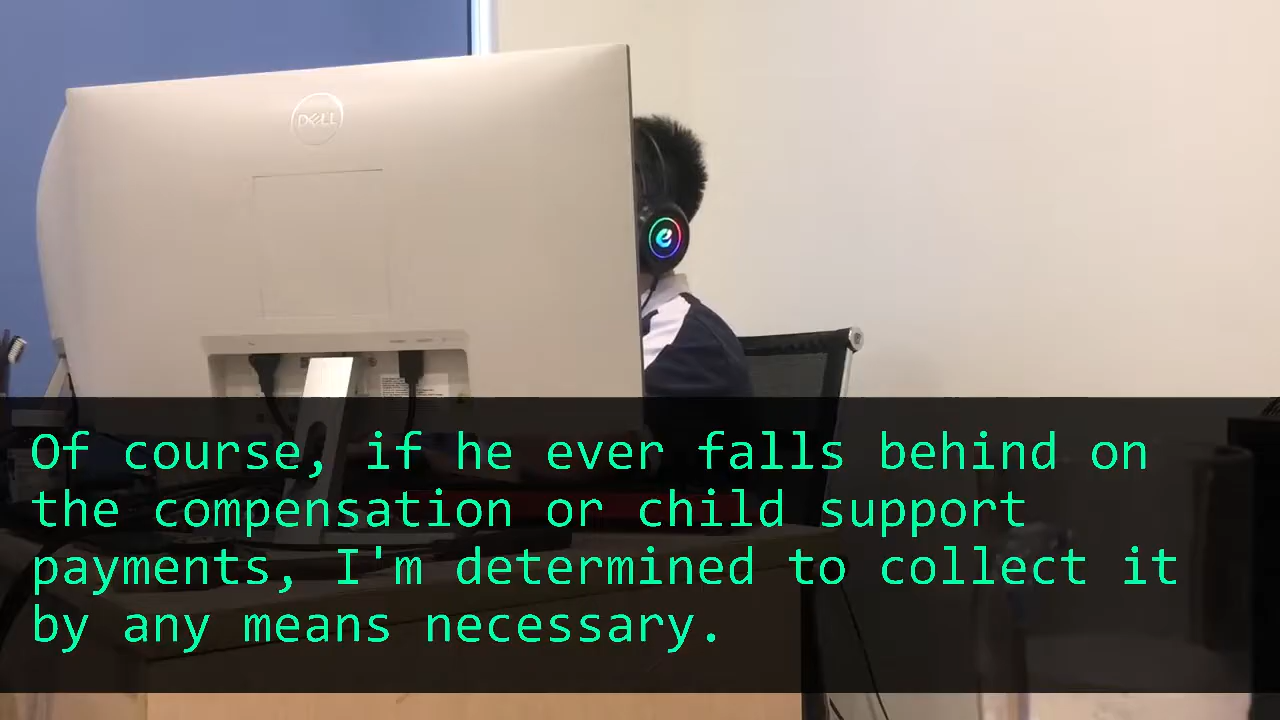 DELL
Of course, if he ever falls behind on
the compensation or child support
payments, I'm determined to collect it
by any means necessary.